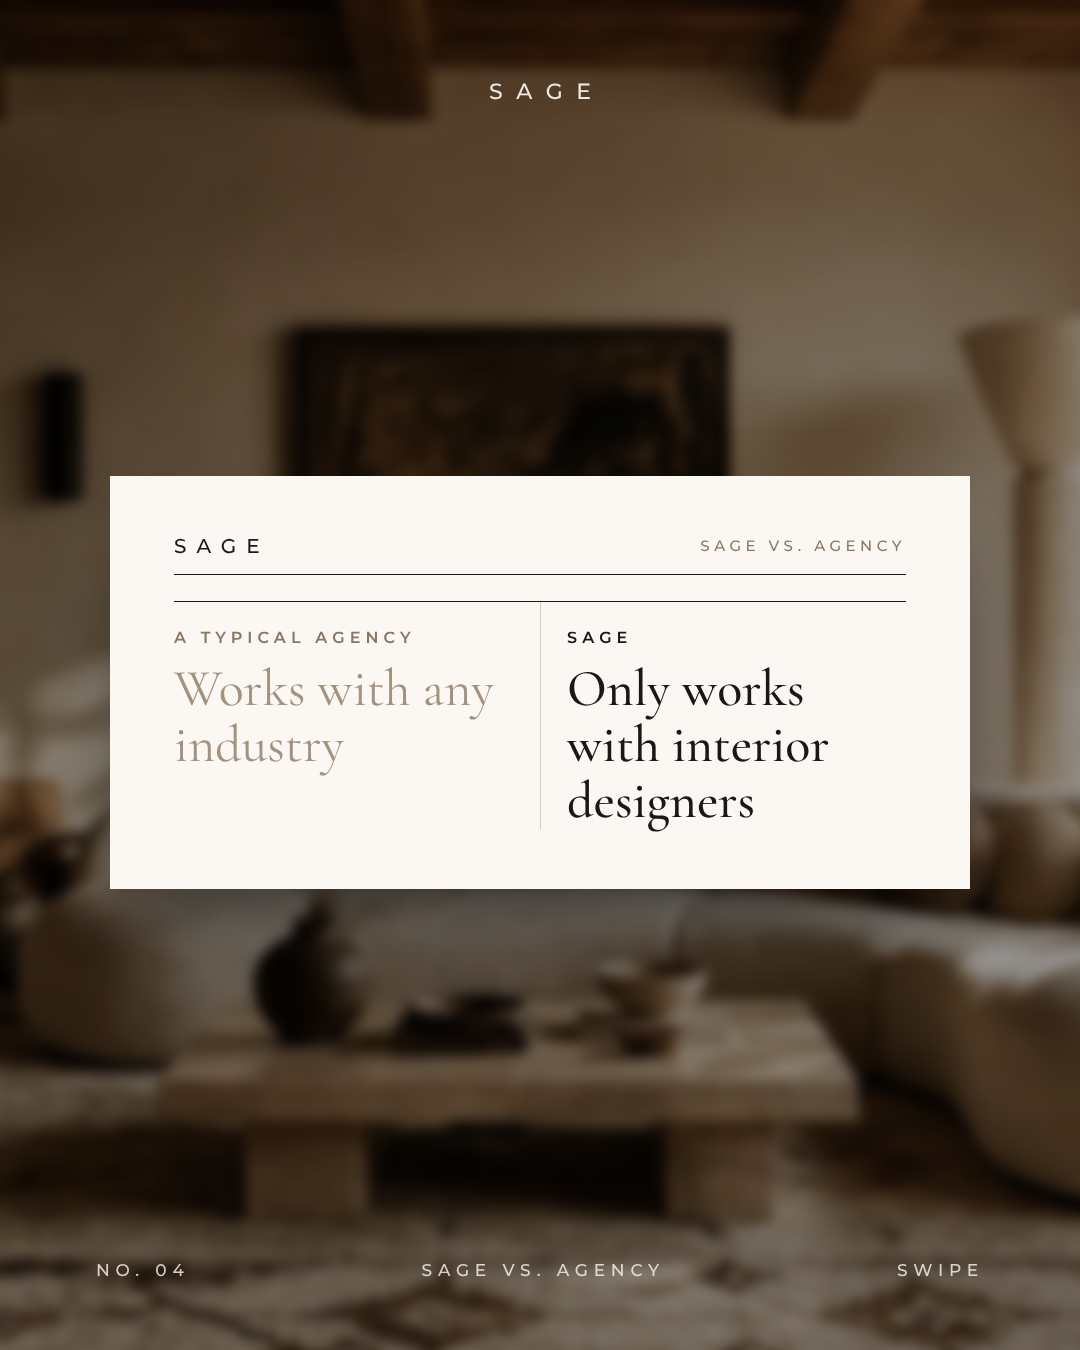 SAGE
SAGE
SAGE VS. AGENCY
A TYPICAL AGENCY
Works with any
industry
SAGE
Only works
with interior
designers
NO. 04
SAGE VS. AGENCY
SWIPE